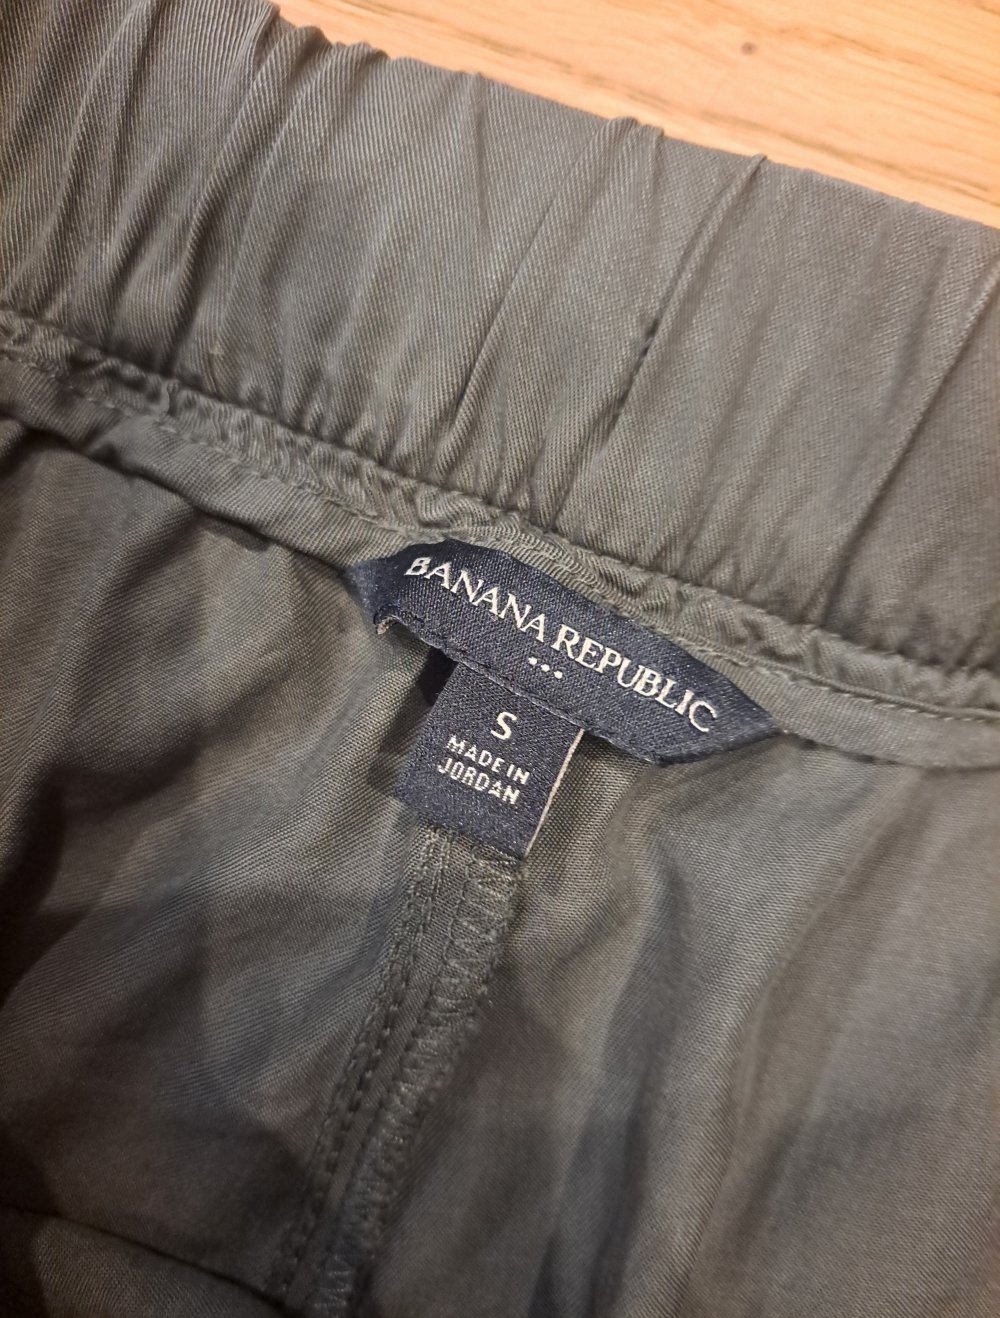 BANANA REPUBLIC
...
S
MADE IN
JORDAN